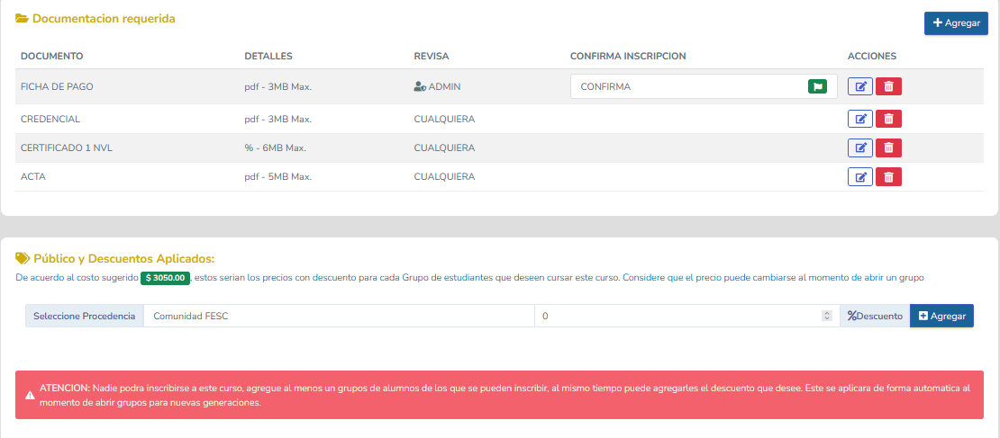 Documentacion requerida
Agregar
DOCUMENTO DETALLES REVISA CONFIRMA INSCRIPCION ACCIONES
FICHA DE PAGO pdf - 3MB Max. ADMIN CONFIRMA
CREDENCIAL pdf - 3MB Max. CUALQUIERA
CERTIFICADO 1 NVL % - 6MB Max. CUALQUIERA
ACTA pdf - 5MB Max. CUALQUIERA
Público y Descuentos Aplicados:
De acuerdo al costo sugerido $ 3050.00, estos serian los precios con descuento para cada Grupo de estudiantes que deseen cursar este curso. Considere que el precio puede cambiarse al momento de abrir un grupo
Seleccione Procedencia Comunidad FESC 0 %Descuento Agregar
ATENCION: Nadie podra inscribirse a este curso, agregue al menos un grupos de alumnos de los que se pueden inscribir, al mismo tiempo puede agregarles el descuento que desee. Este se aplicara de forma automatica al
momento de abrir grupos para nuevas generaciones.